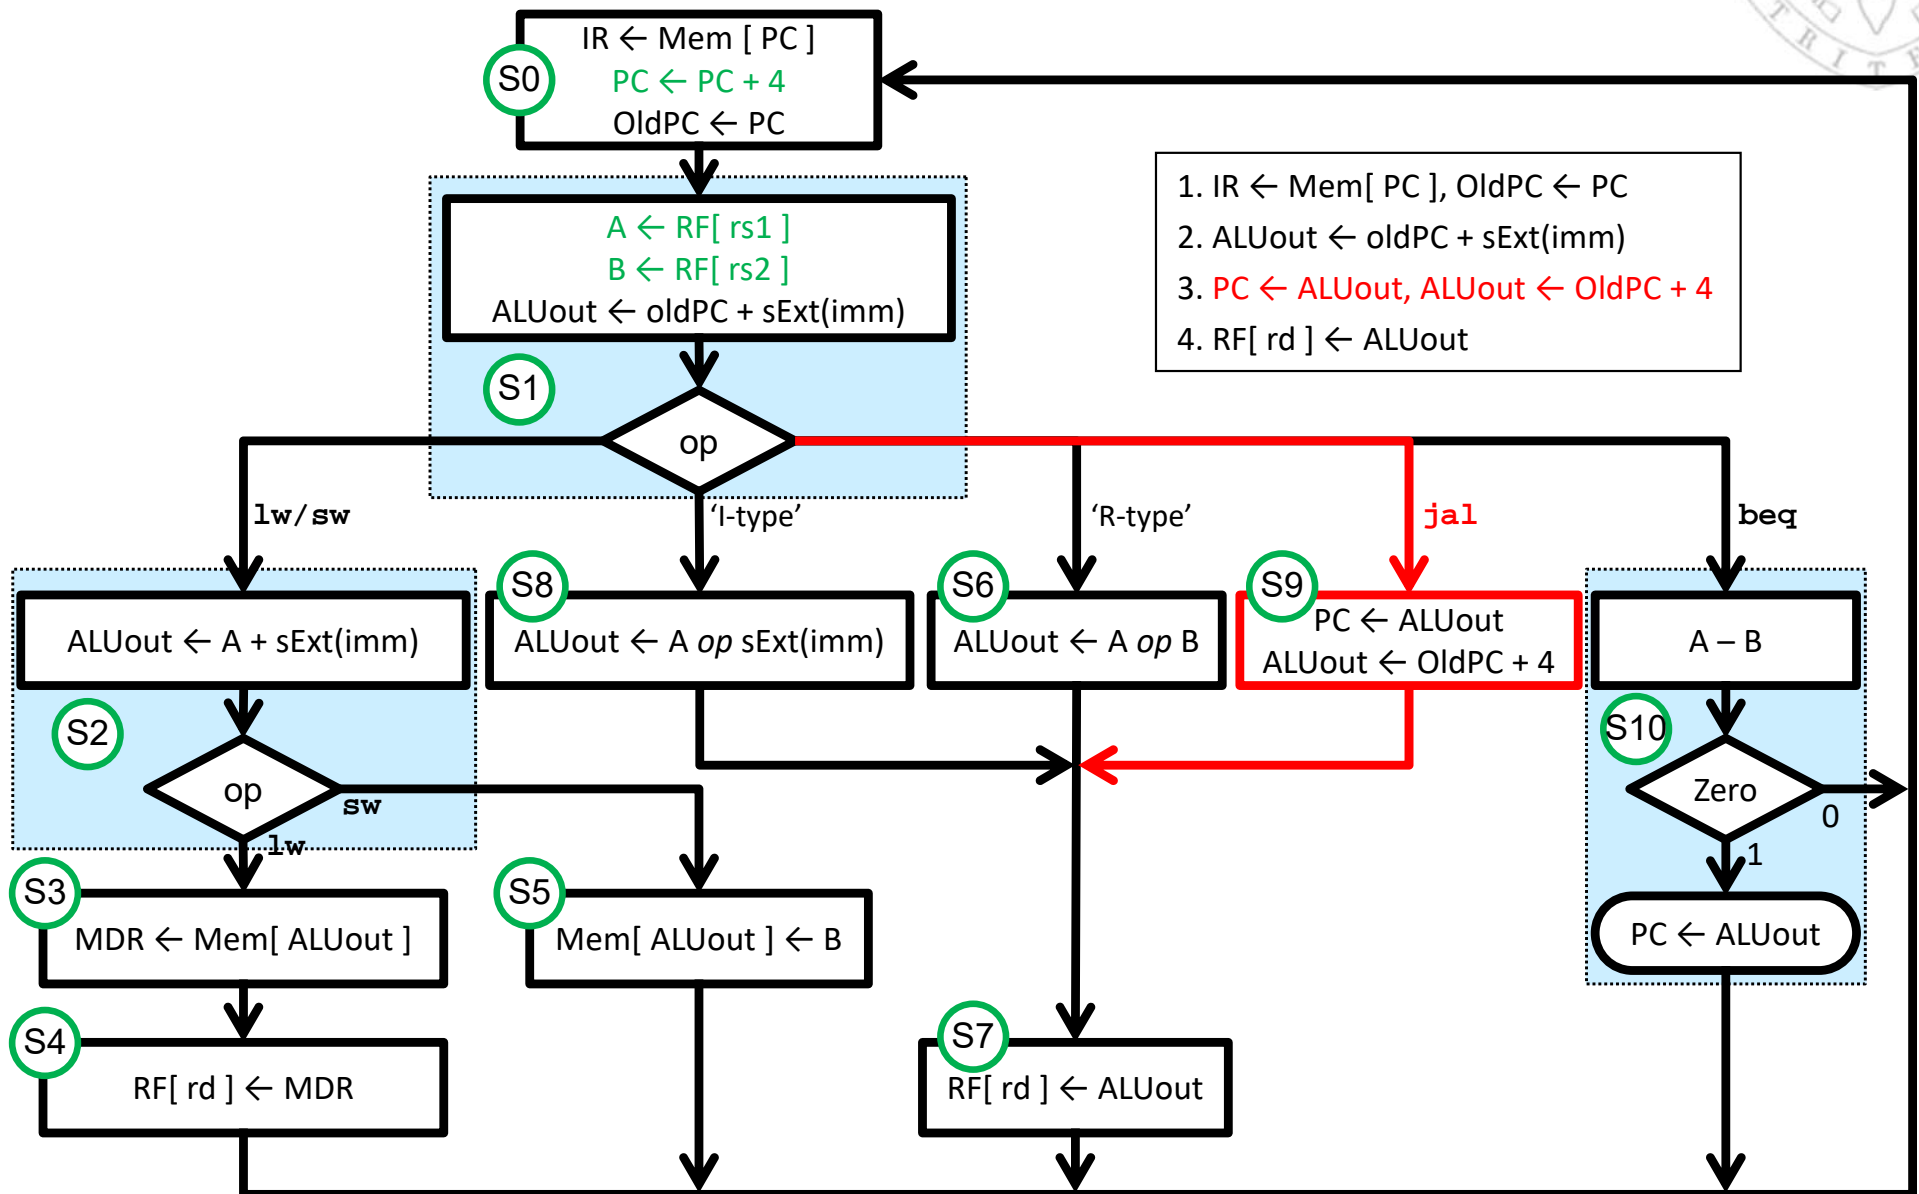 IR ← Mem [ PC ]
S0
PC ← PC + 4
OldPC ← PC
1. IR ← Mem[ PC ], OldPC ← PC
2. ALUout ← oldPC + sExt(imm)
3. PC ← ALUout, ALUout ← OldPC + 4
4. RF[ rd ] ← ALUout
A ← RF[ rs1 ]
B ← RF[ rs2 ]
ALUout ← oldPC + sExt(imm)
S1
op
lw/sw
‘I-type’
‘R-type’
jal
beq
ALUout ← A + sExt(imm)
S2
op
sw
lw
S8
ALUout ← A op sExt(imm)
S6
ALUout ← A op B
S9
PC ← ALUout
ALUout ← OldPC + 4
A – B
S10
Zero
0
1
PC ← ALUout
S3
MDR ← Mem[ ALUout ]
S5
Mem[ ALUout ] ← B
S4
RF[ rd ] ← MDR
S7
RF[ rd ] ← ALUout